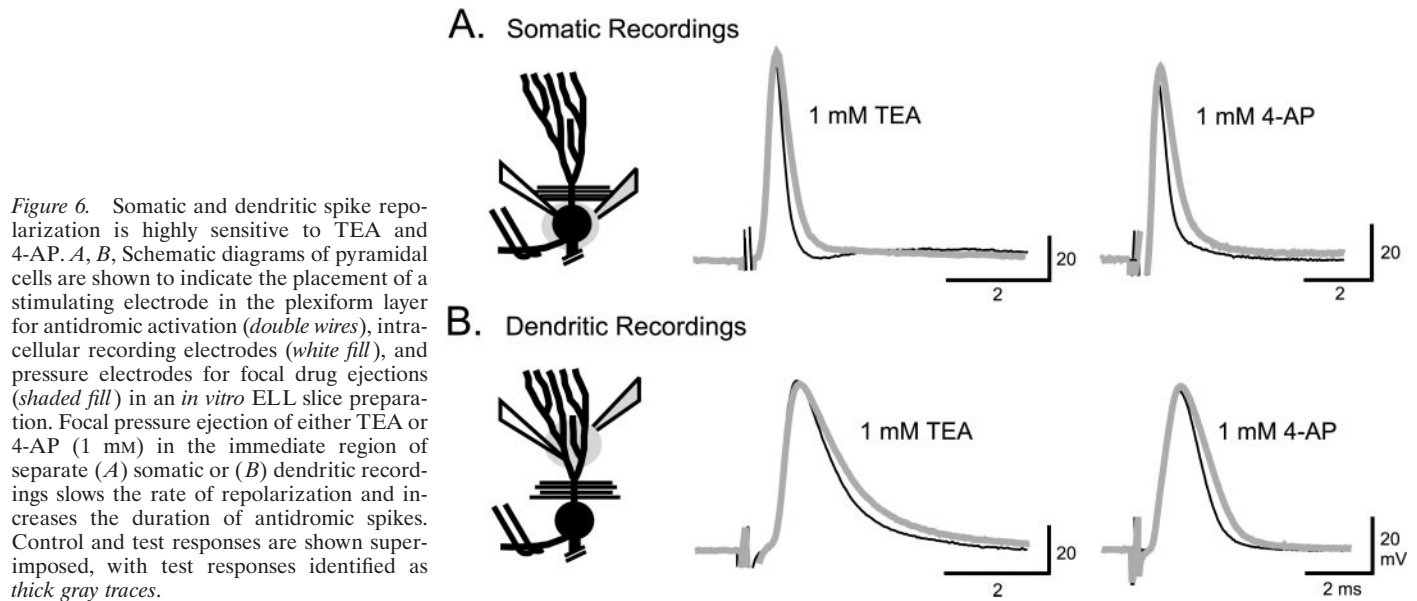 Figure 6. Somatic and dendritic spike repo-
larization is highly sensitive to TEA and
4-AP. A, B, Schematic diagrams of pyramidal
cells are shown to indicate the placement of a
stimulating electrode in the plexiform layer
for antidromic activation (double wires), intra-
cellular recording electrodes (white fill), and
pressure electrodes for focal drug ejections
(shaded fill) in an in vitro ELL slice prepara-
tion. Focal pressure ejection of either TEA or
4-AP (1 mM) in the immediate region of
separate (A) somatic or (B) dendritic record-
ings slows the rate of repolarization and in-
creases the duration of antidromic spikes.
Control and test responses are shown super-
imposed, with test responses identified as
thick gray traces.
A. Somatic Recordings
1 mM TEA
20
2
1 mM 4-AP
20
2
B. Dendritic Recordings
1 mM TEA
20
2
1 mM 4-AP
20
mV
2 ms